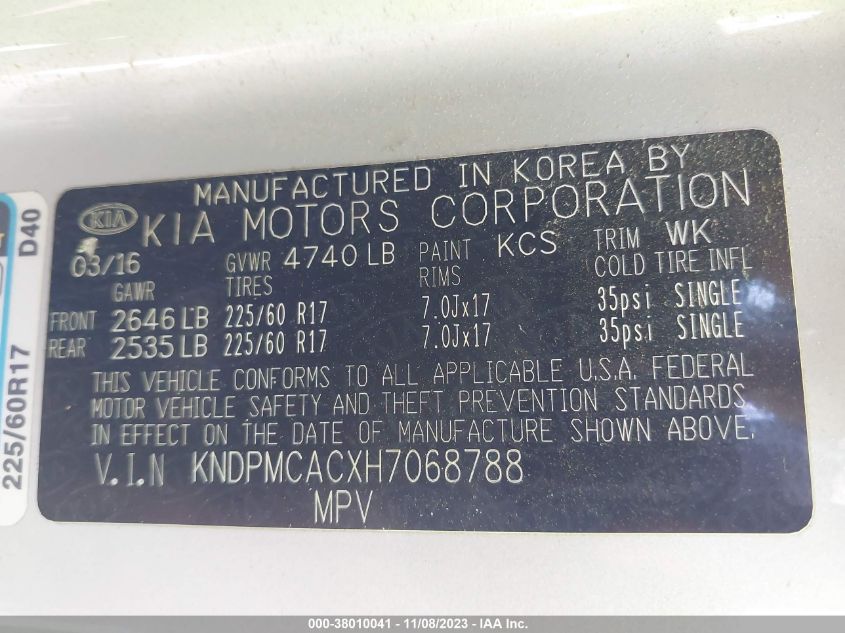 MANUFACTURED IN KOREA BY
KIA KIA MOTORS CORPORATION
03/16 GVWR 4740 LB PAINT KCS TRIM WK
GAWR TIRES RIMS COLD TIRE INFL
FRONT 2646 LB 225/60 R17 7.0Jx17 35psi SINGLE
REAR 2535 LB 225/60 R17 7.0Jx17 35psi SINGLE
THIS VEHICLE CONFORMS TO ALL APPLICABLE U.S.A. FEDERAL
MOTOR VEHICLE SAFETY AND THEFT PREVENTION STANDARDS
IN EFFECT ON THE DATE OF MANUFACTURE SHOWN ABOVE.
V.I.N KNDPMCACXH7068788
MPV
D40
225/60R17
000-38010041 - 11/08/2023 - IAAI.com